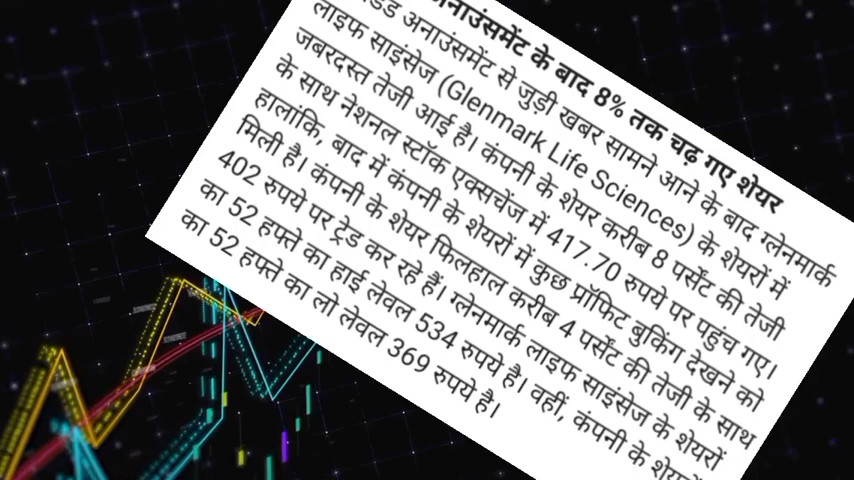 अनाउंसमेंट के बाद 8% तक चढ़ गए शेयर
अनाउंसमेंट से जुड़ी खबर सामने आने के बाद ग्लेनमार्क
लाइफ साइंसेज (Glenmark Life Sciences) के शेयरों में
जबरदस्त तेजी आई है। कंपनी के शेयर करीब 8 पर्सेंट की तेजी
के साथ नेशनल स्टॉक एक्सचेंज में 417.70 रुपये पर पहुंच गए।
हालांकि, बाद में कंपनी के शेयरों में कुछ प्रॉफिट बुकिंग देखने को
मिली है। कंपनी के शेयर फिलहाल करीब 4 पर्सेंट की तेजी के साथ
402 रुपये पर ट्रेड कर रहे हैं। ग्लेनमार्क लाइफ साइंसेज के शेयरों
का 52 हफ्ते का हाई लेवल 534 रुपये है। वहीं, कंपनी के शेयरों
का 52 हफ्ते का लो लेवल 369 रुपये है।